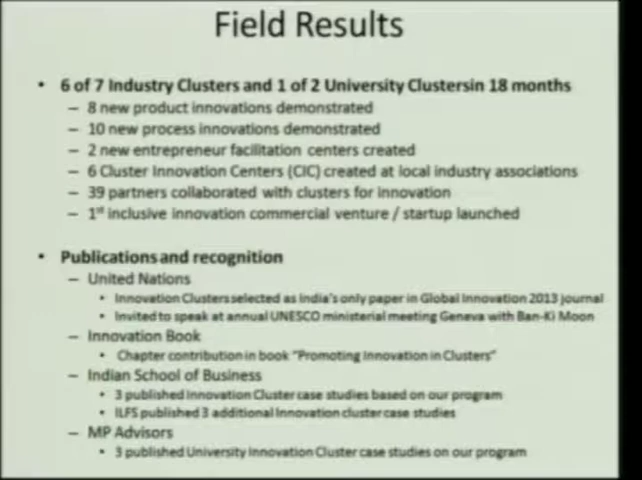 Field Results
• 6 of 7 Industry Clusters and 1 of 2 University Clustersin 18 months
– 8 new product innovations demonstrated
– 10 new process innovations demonstrated
– 2 new entrepreneur facilitation centers created
– 6 Cluster Innovation Centers (CIC) created at local industry associations
– 39 partners collaborated with clusters for innovation
– 1st inclusive innovation commercial venture / startup launched
• Publications and recognition
– United Nations
• Innovation Clusters selected as India's only paper in Global Innovation 2013 journal
• Invited to speak at annual UNESCO ministerial meeting Geneva with Ban-Ki Moon
– Innovation Book
• Chapter contribution in book "Promoting Innovation in Clusters"
– Indian School of Business
• 3 published Innovation Cluster case studies based on our program
• ILFS published 3 additional Innovation cluster case studies
– MP Advisors
• 3 published University Innovation Cluster case studies on our program